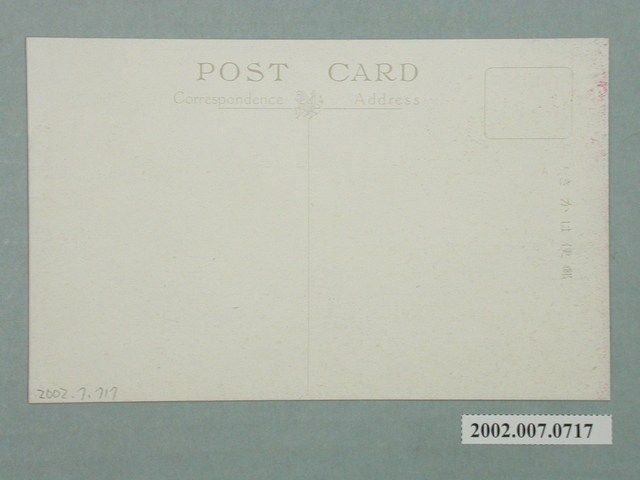 POST CARD
Correspondence Address
きかは便郵
2002.7.717
2002.007.0717